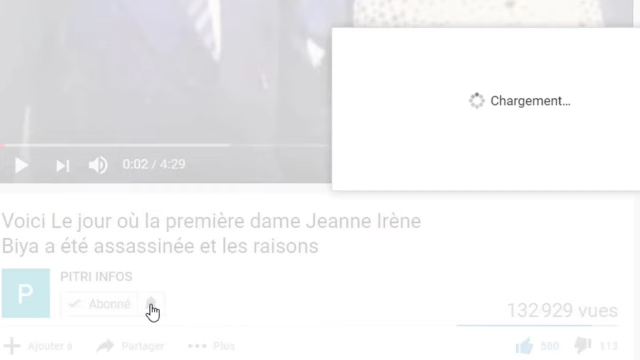 Chargement...
0:02 / 4:29
Voici Le jour où la première dame Jeanne Irène
Biya a été assassinée et les raisons
P
PITRI INFOS
Abonné
132 929 vues
Ajouter à Partager Plus 580 113